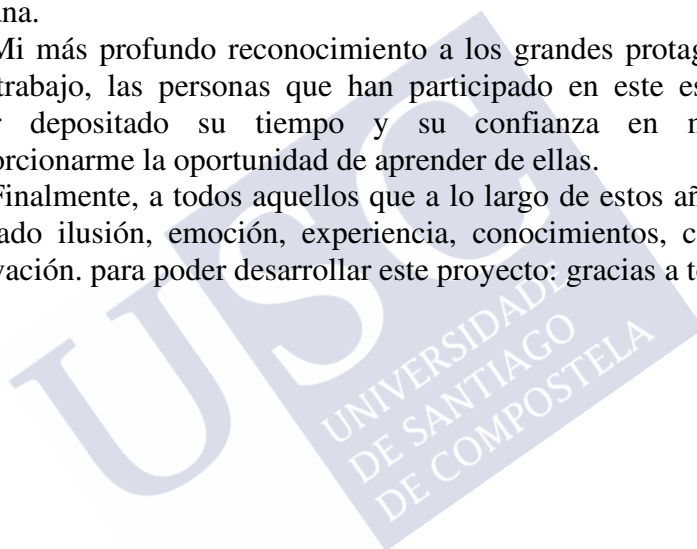 ana.
Mi más profundo reconocimiento a los grandes protag
trabajo, las personas que han participado en este es
r depositado su tiempo y su confianza en m
orcionarme la oportunidad de aprender de ellas.
Finalmente, a todos aquellos que a lo largo de estos añ
ado ilusión, emoción, experiencia, conocimientos, c
vación. para poder desarrollar este proyecto: gracias a t
USC
UNIVERSIDADE
DE SANTIAGO
DE COMPOSTELA